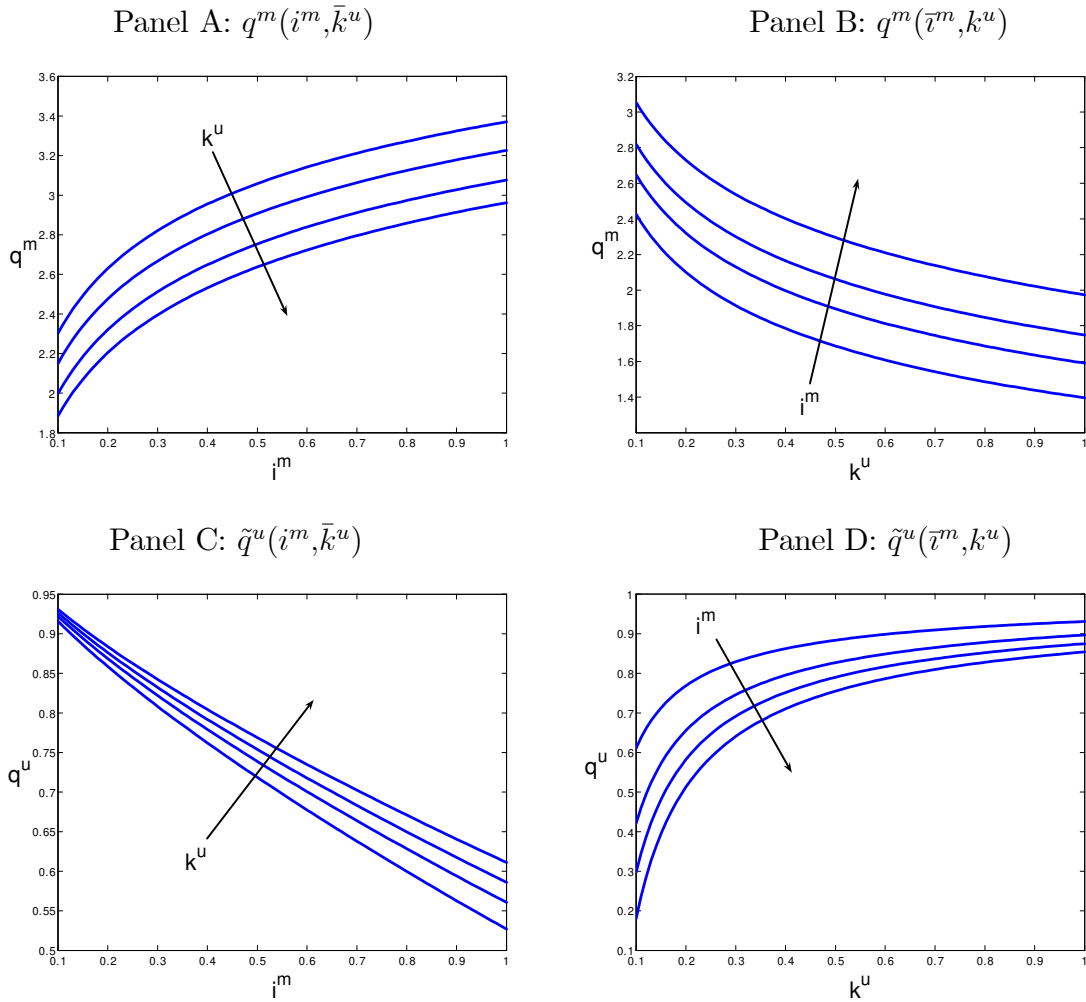 Panel A: q^m(i^m, k̄^u)
3.6
3.4
3.2
3
2.8
2.6
2.4
2.2
2
1.8
q^m
k^u
0.1 0.2 0.3 0.4 0.5 0.6 0.7 0.8 0.9 1
i^m
Panel B: q^m(ī^m, k^u)
3.2
3
2.8
2.6
2.4
2.2
2
1.8
1.6
1.4
q^m
i^m
0.1 0.2 0.3 0.4 0.5 0.6 0.7 0.8 0.9 1
k^u
Panel C: q̃^u(i^m, k̄^u)
0.95
0.9
0.85
0.8
0.75
0.7
0.65
0.6
0.55
0.5
q^u
k^u
0.1 0.2 0.3 0.4 0.5 0.6 0.7 0.8 0.9 1
i^m
Panel D: q̃^u(ī^m, k^u)
1
0.9
0.8
0.7
0.6
0.5
0.4
0.3
0.2
0.1
q^u
i^m
0.1 0.2 0.3 0.4 0.5 0.6 0.7 0.8 0.9 1
k^u